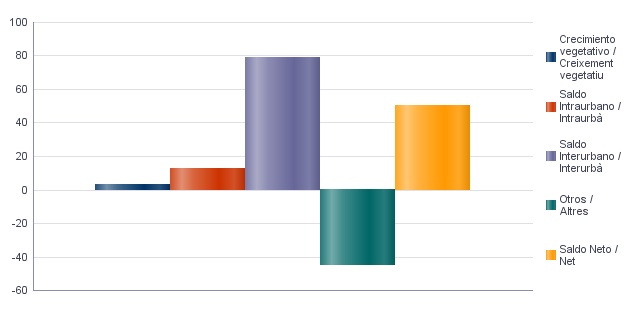 100
80
60
40
20
0
-20
-40
-60
Crecimiento
vegetativo /
Creixement
vegetatiu
Saldo
Intraurbano /
Intraurbà
Saldo
Interurbano /
Interurbà
Otros /
Altres
Saldo Neto /
Net